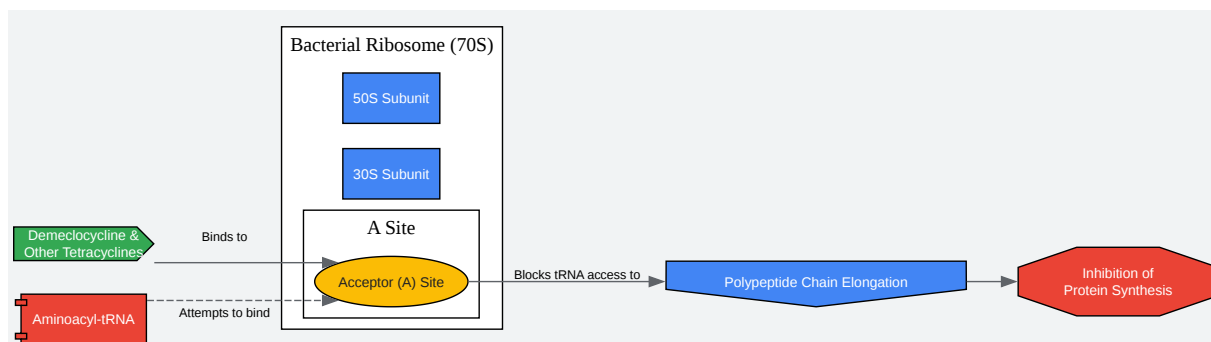 Bacterial Ribosome (70S)
50S Subunit
30S Subunit
A Site
Acceptor (A) Site
Demeclocycline &
Other Tetracyclines
Binds to
Aminoacyl-tRNA
Attempts to bind
Blocks tRNA access to
Polypeptide Chain Elongation
Inhibition of
Protein Synthesis